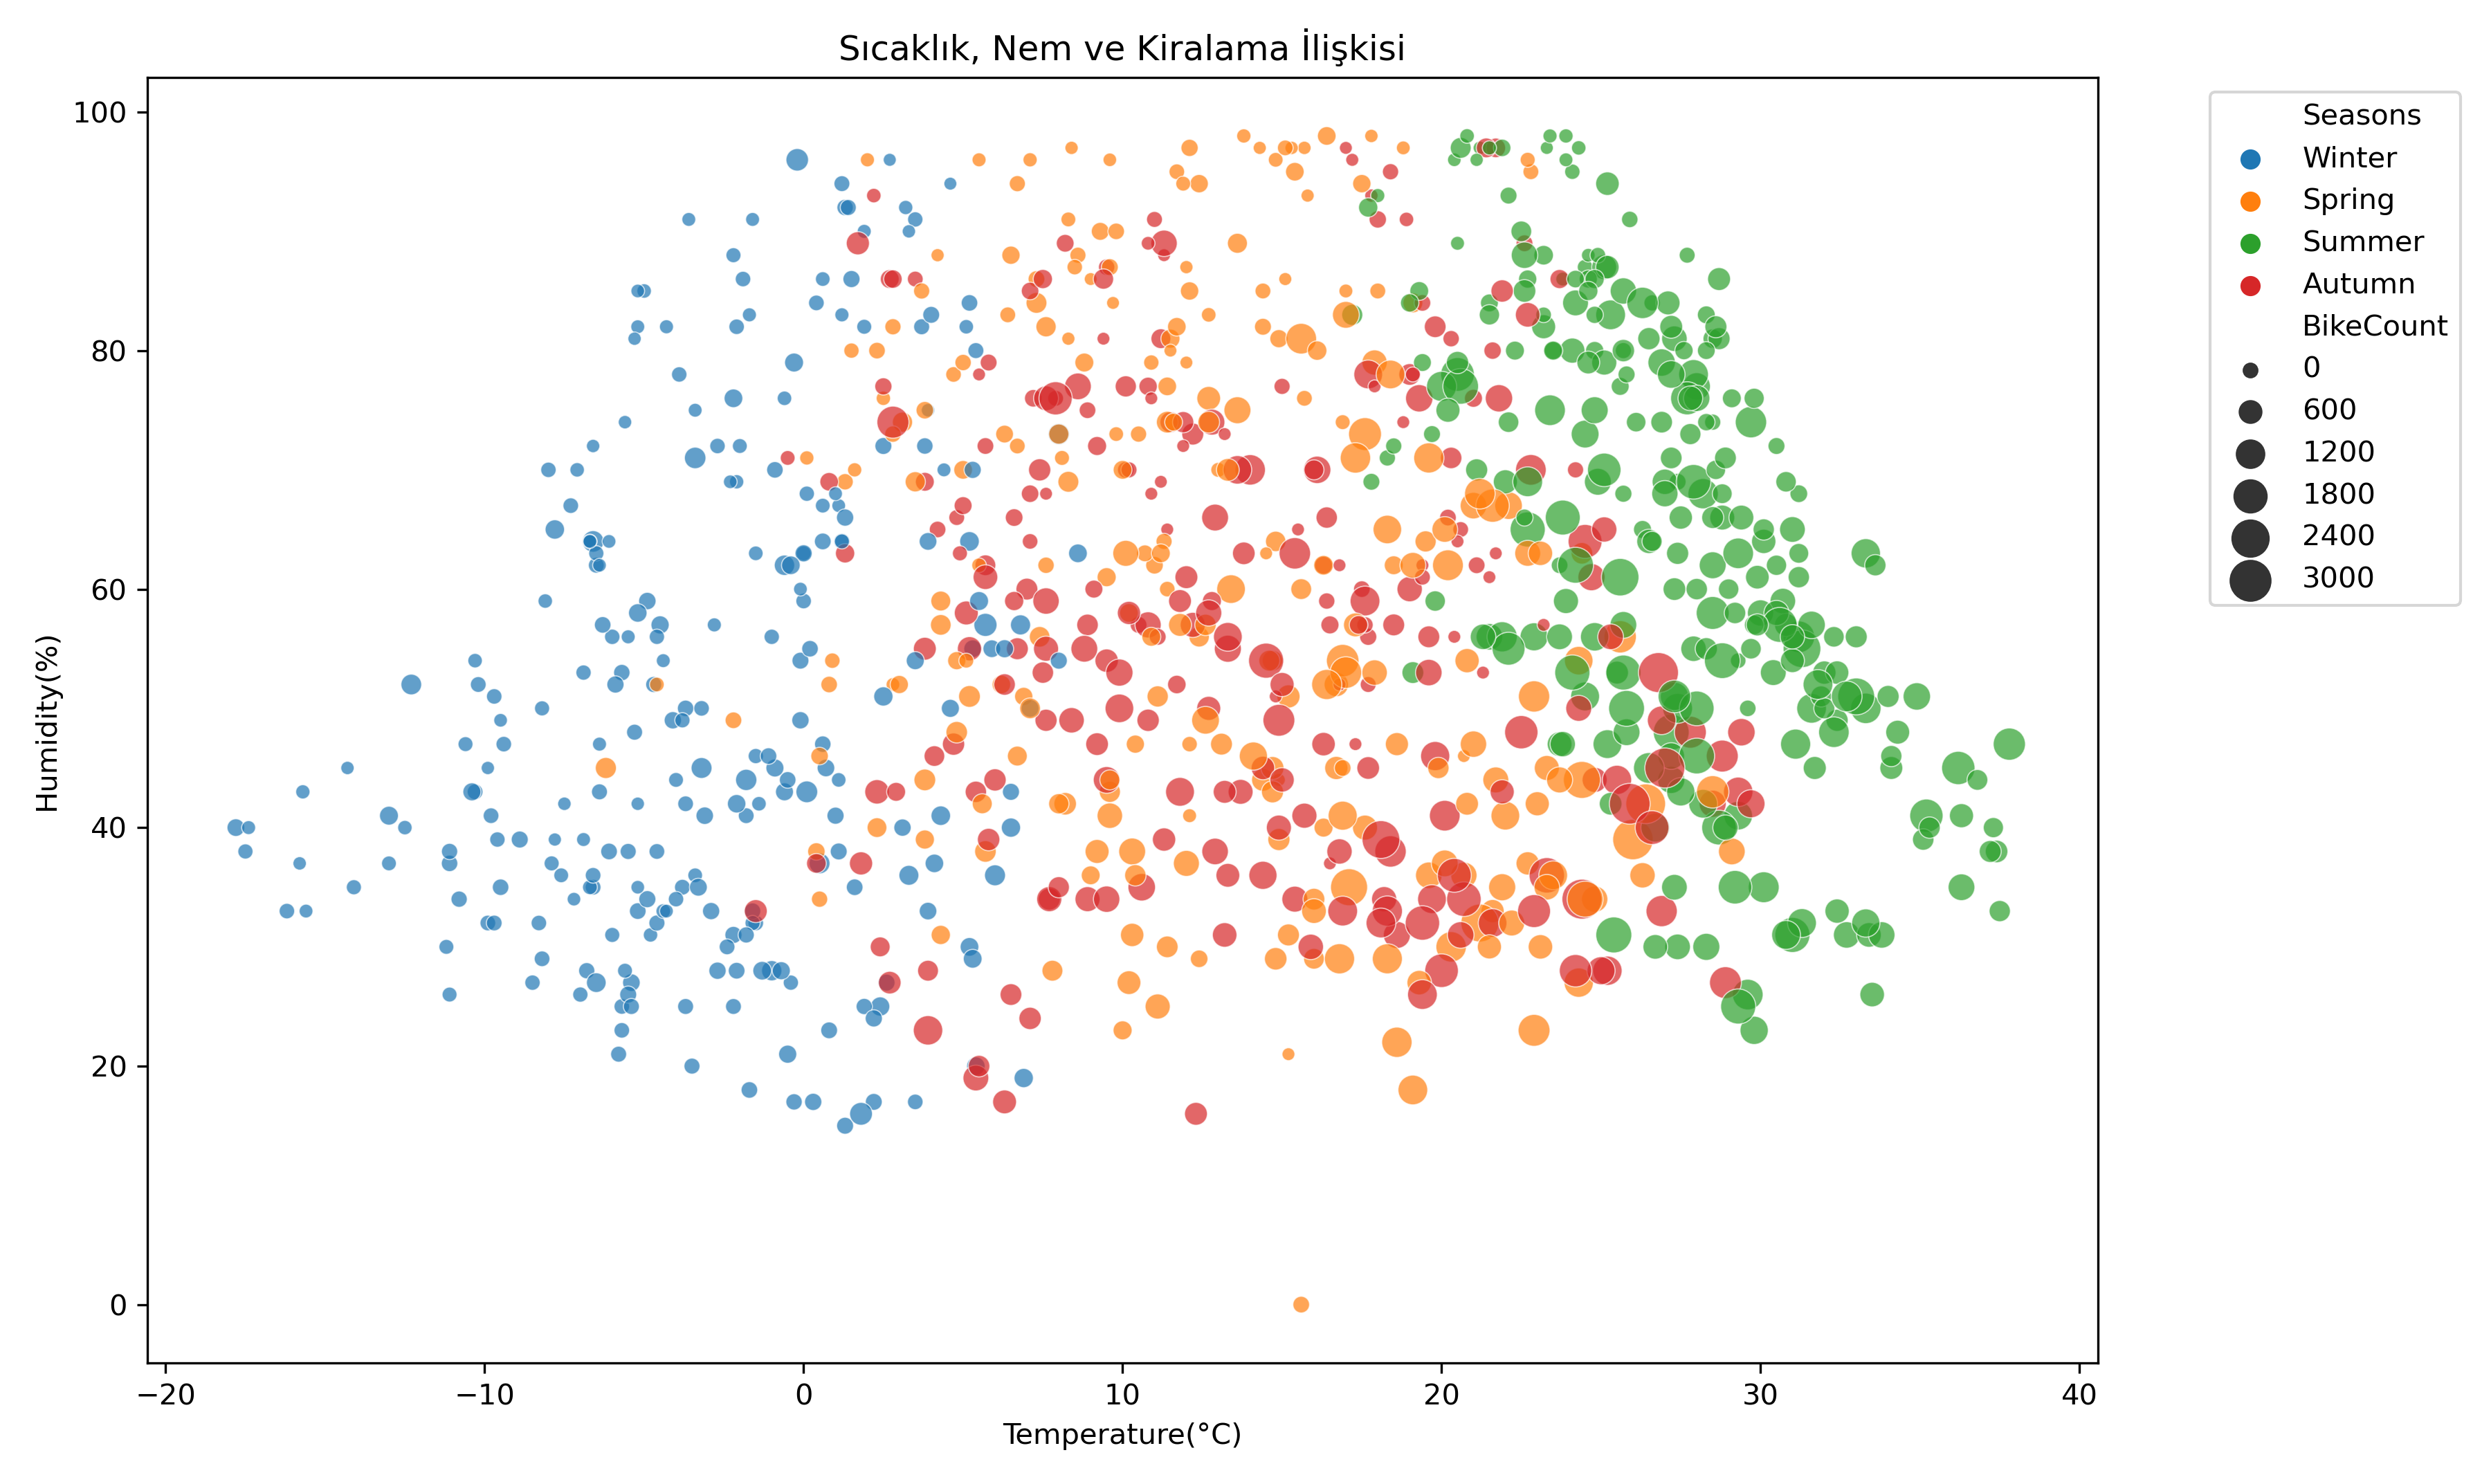 Sıcaklık, Nem ve Kiralama İlişkisi
Humidity(%)
100
80
60
40
20
0
−20
−10
0
10
20
30
40
Temperature(°C)
Seasons
Winter
Spring
Summer
Autumn
BikeCount
0
600
1200
1800
2400
3000